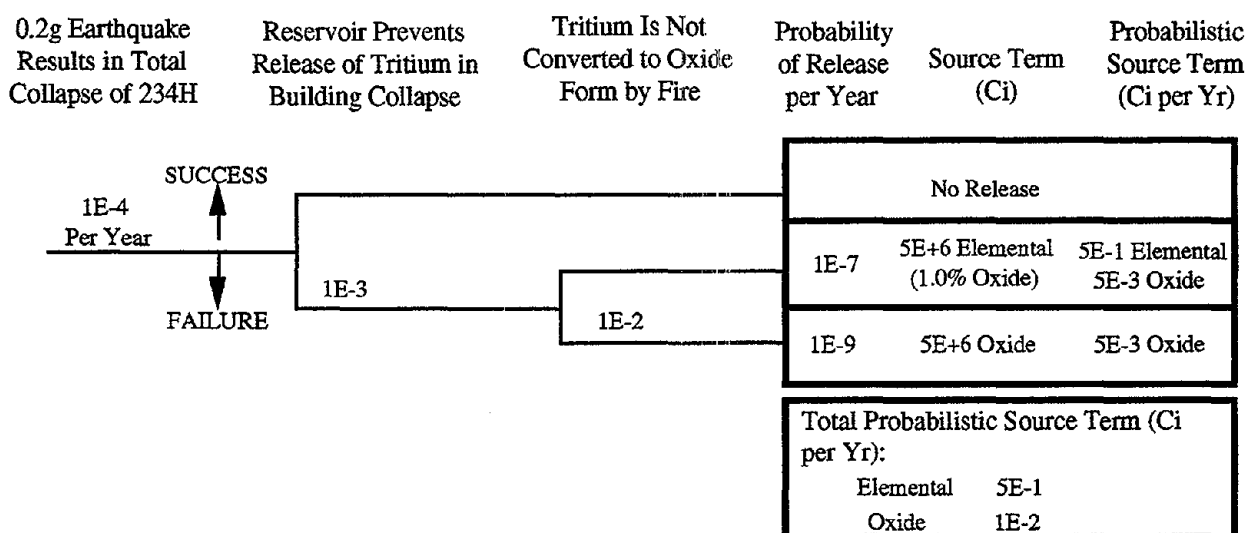 0.2g Earthquake
Results in Total
Collapse of 234H
Reservoir Prevents
Release of Tritium in
Building Collapse
Tritium Is Not
Converted to Oxide
Form by Fire
Probability
of Release
per Year
Source Term
(Ci)
Probabilistic
Source Term
(Ci per Yr)
SUCCESS
1E-4
Per Year
FAILURE
1E-3
1E-2
No Release
1E-7
5E+6 Elemental
(1.0% Oxide)
5E-1 Elemental
5E-3 Oxide
1E-9
5E+6 Oxide
5E-3 Oxide
Total Probabilistic Source Term (Ci
per Yr):
Elemental 5E-1
Oxide 1E-2